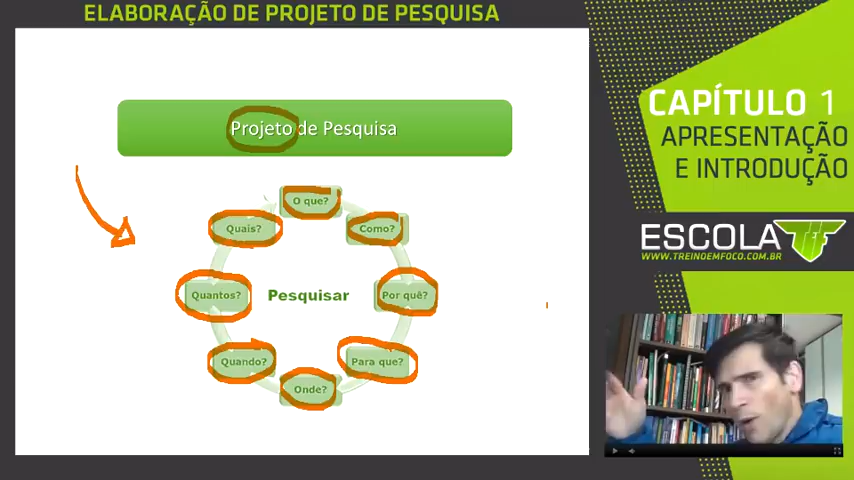 ELABORAÇÃO DE PROJETO DE PESQUISA
Projeto de Pesquisa
O que?
Quais?
Como?
Quantos?
Pesquisar
Por quê?
Quando?
Para que?
Onde?
CAPÍTULO 1
APRESENTAÇÃO
E INTRODUÇÃO
ESCOLA TIF
WWW.TREINOEMFOCO.COM.BR